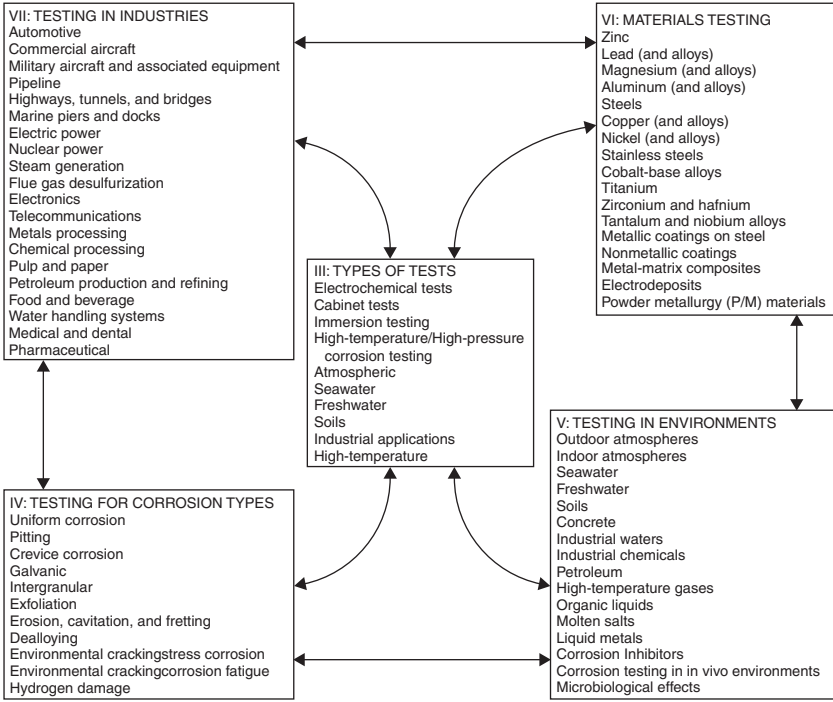 VII: TESTING IN INDUSTRIES
Automotive
Commercial aircraft
Military aircraft and associated equipment
Pipeline
Highways, tunnels, and bridges
Marine piers and docks
Electric power
Nuclear power
Steam generation
Flue gas desulfurization
Electronics
Telecommunications
Metals processing
Chemical processing
Pulp and paper
Petroleum production and refining
Food and beverage
Water handling systems
Medical and dental
Pharmaceutical
VI: MATERIALS TESTING
Zinc
Lead (and alloys)
Magnesium (and alloys)
Aluminum (and alloys)
Steels
Copper (and alloys)
Nickel (and alloys)
Stainless steels
Cobalt-base alloys
Titanium
Zirconium and hafnium
Tantalum and niobium alloys
Metallic coatings on steel
Nonmetallic coatings
Metal-matrix composites
Electrodeposits
Powder metallurgy (P/M) materials
III: TYPES OF TESTS
Electrochemical tests
Cabinet tests
Immersion testing
High-temperature/High-pressure
corrosion testing
Atmospheric
Seawater
Freshwater
Soils
Industrial applications
High-temperature
IV: TESTING FOR CORROSION TYPES
Uniform corrosion
Pitting
Crevice corrosion
Galvanic
Intergranular
Exfoliation
Erosion, cavitation, and fretting
Dealloying
Environmental crackingstress corrosion
Environmental crackingcorrosion fatigue
Hydrogen damage
V: TESTING IN ENVIRONMENTS
Outdoor atmospheres
Indoor atmospheres
Seawater
Freshwater
Soils
Concrete
Industrial waters
Industrial chemicals
Petroleum
High-temperature gases
Organic liquids
Molten salts
Liquid metals
Corrosion Inhibitors
Corrosion testing in in vivo environments
Microbiological effects